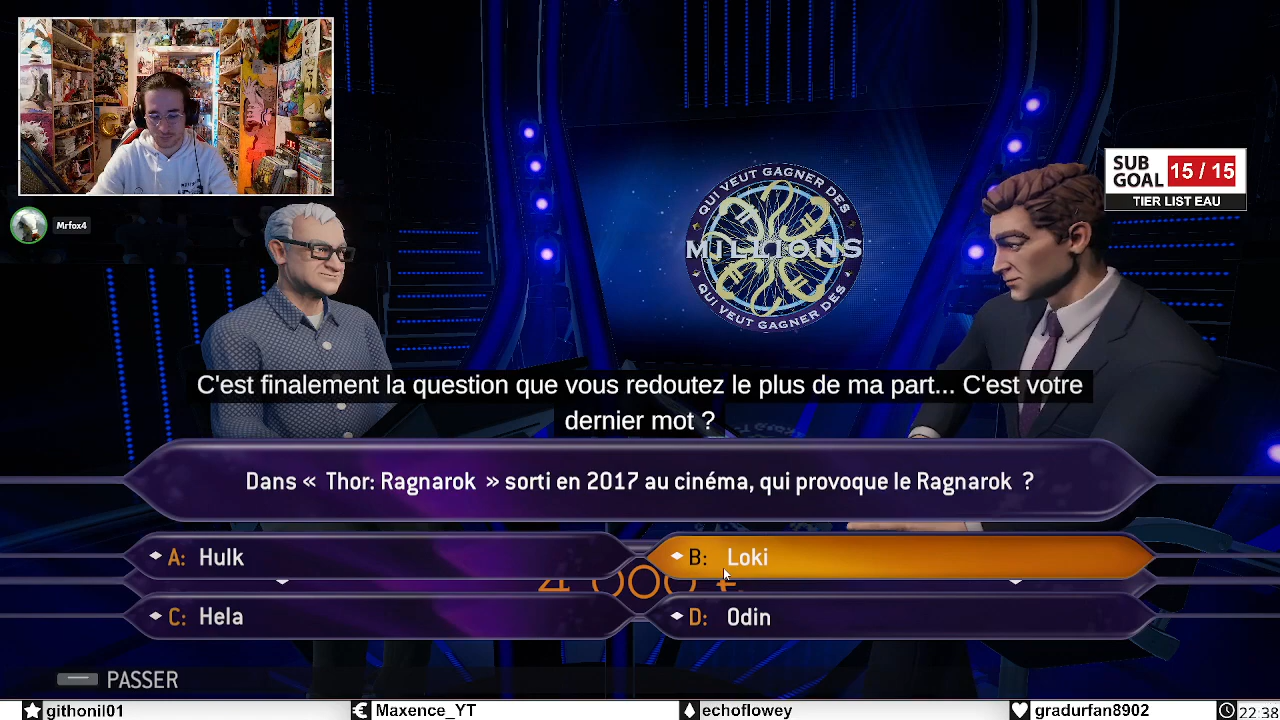 SUB
GOAL
15 / 15
TIER LIST EAU
Mrfox4
QUI VEUT GAGNER DES
MILLIONS
QUI VEUT GAGNER DES
C'est finalement la question que vous redoutez le plus de ma part... C'est votre
dernier mot ?
Dans « Thor: Ragnarok » sorti en 2017 au cinéma, qui provoque le Ragnarok ?
A: Hulk
B: Loki
C: Hela
D: Odin
PASSER
githonil01
Maxence_YT
echoflowey
gradurfan8902
22:38